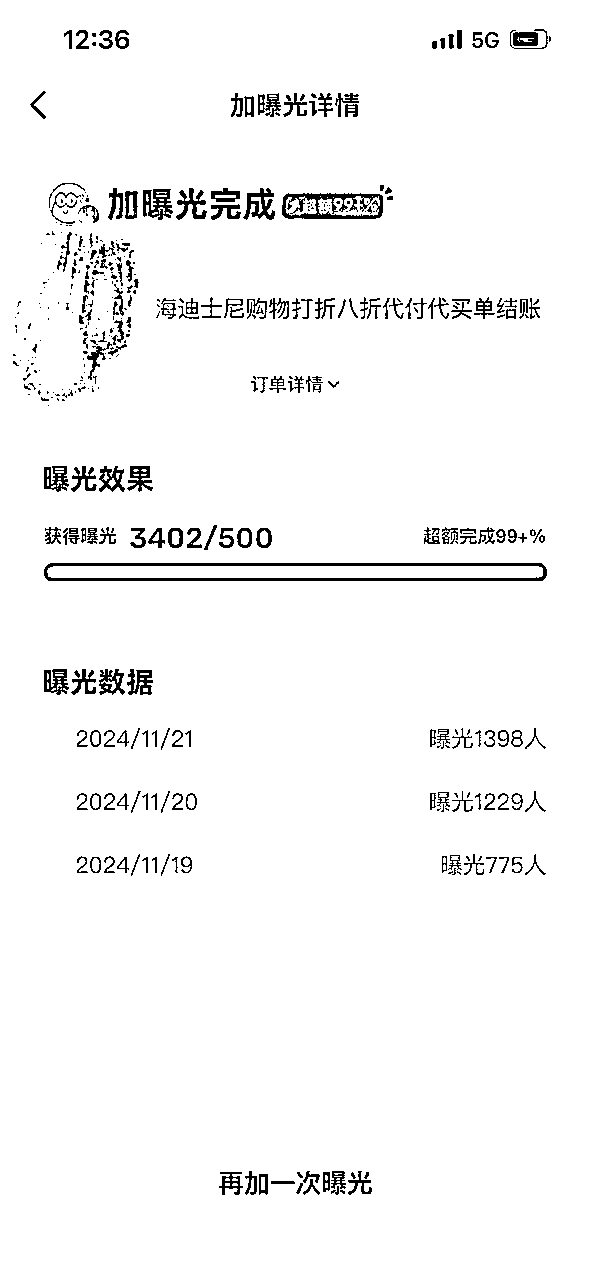 12:36 5G
加曝光详情
加曝光完成
海迪士尼购物打折八折代付代买单结账
订单详情
曝光效果
获得曝光 3402/500 超额完成99+%
曝光数据
2024/11/21 曝光1398人
2024/11/20 曝光1229人
2024/11/19 曝光775人
再加一次曝光